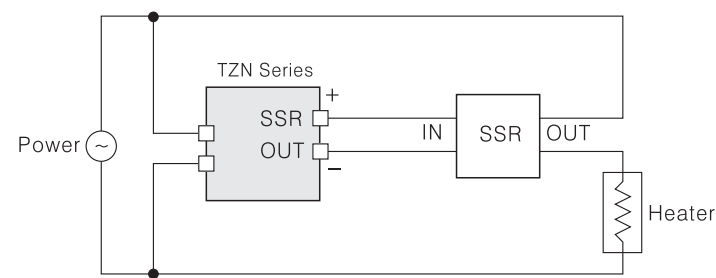 TZN Series
+
SSR
IN
SSR
OUT
Power
~
OUT
−
Heater